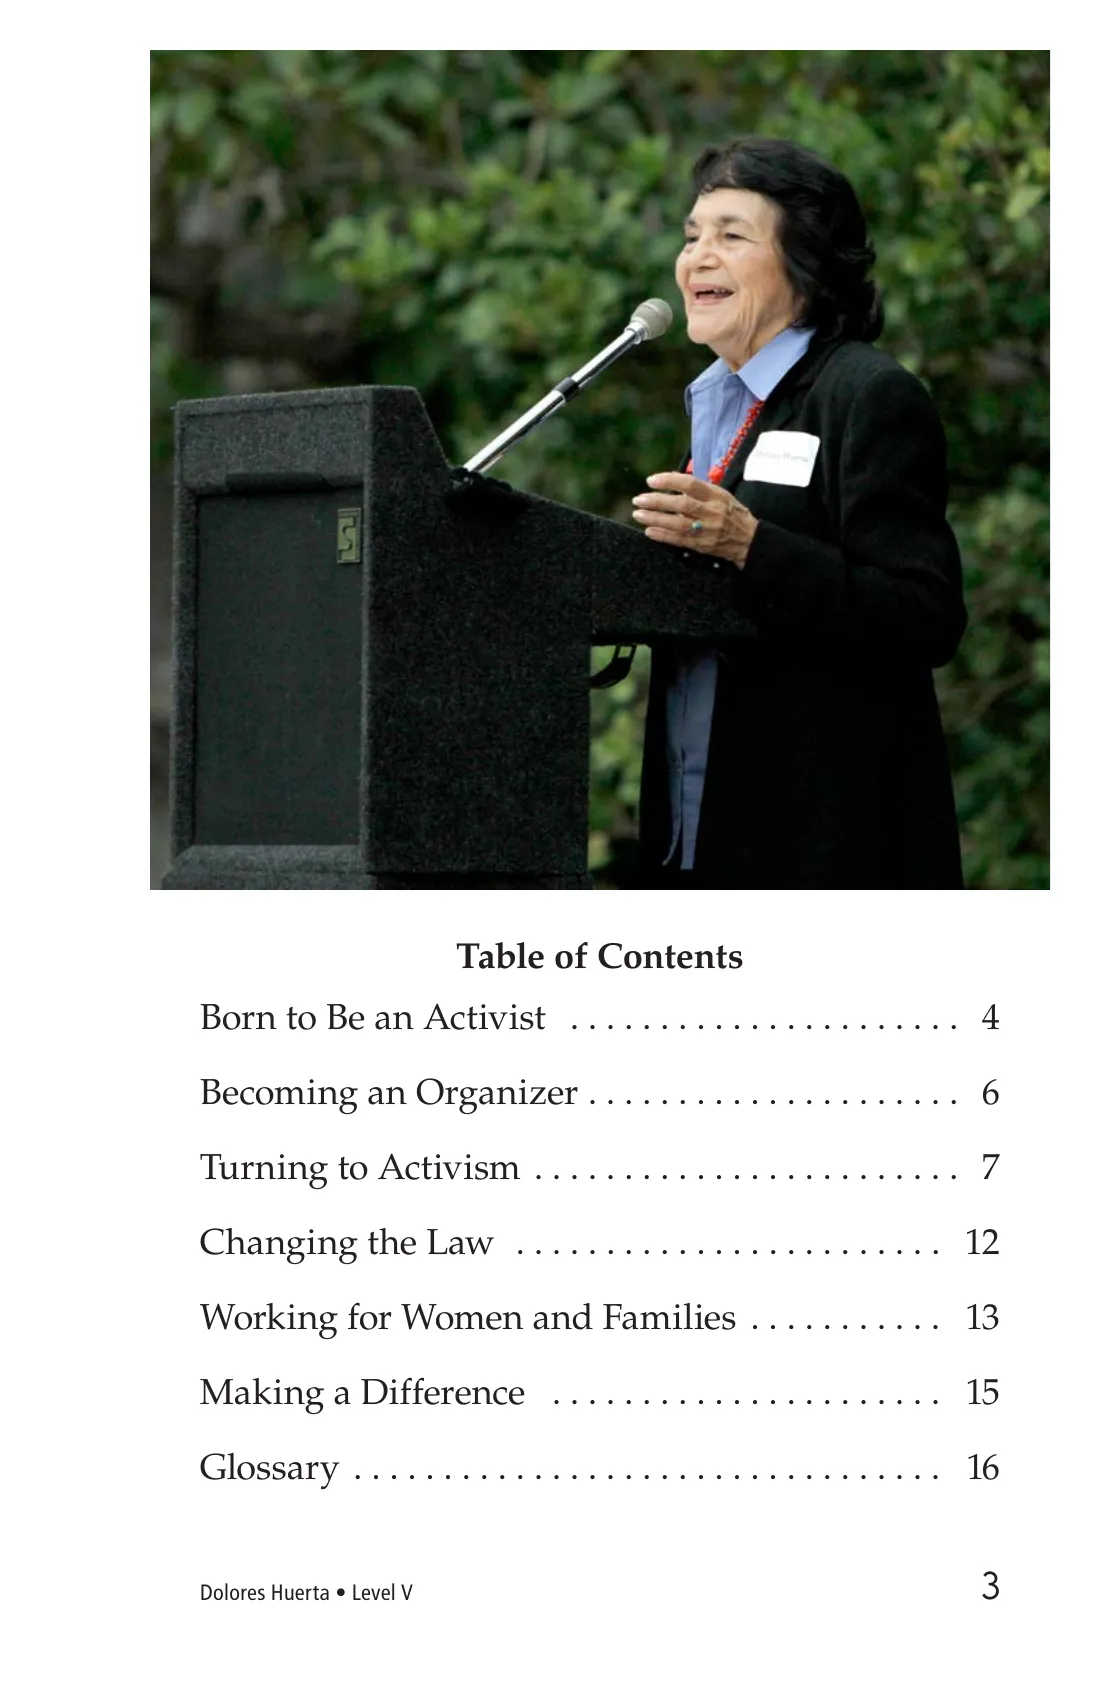 Table of Contents
Born to Be an Activist . . . . . . . . . . . . . . . . . . . . . . 4
Becoming an Organizer . . . . . . . . . . . . . . . . . . . . . 6
Turning to Activism . . . . . . . . . . . . . . . . . . . . . . . . 7
Changing the Law . . . . . . . . . . . . . . . . . . . . . . . . 12
Working for Women and Families . . . . . . . . . . . 13
Making a Difference . . . . . . . . . . . . . . . . . . . . . . 15
Glossary . . . . . . . . . . . . . . . . . . . . . . . . . . . . . . . . . 16
Dolores Huerta • Level V 3